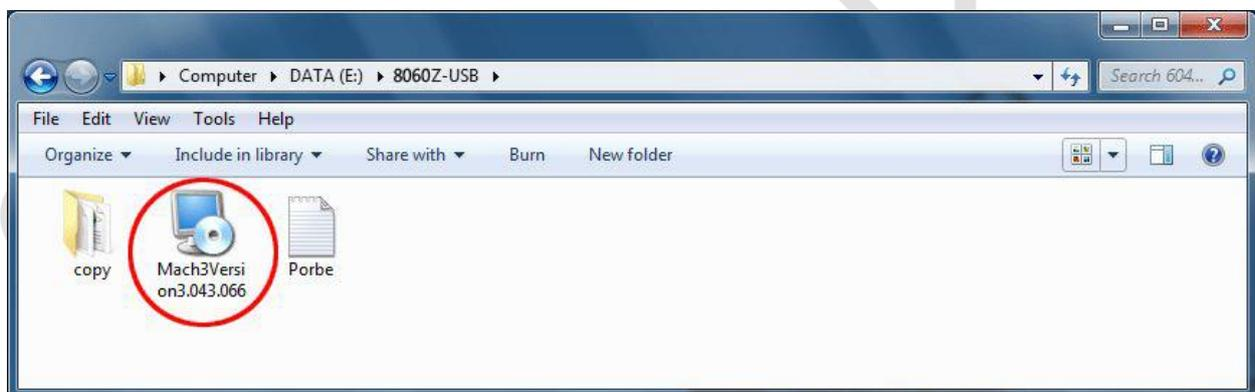 Computer ▸ DATA (E:) ▸ 8060Z-USB ▸
Search 604...
File Edit View Tools Help
Organize Include in library Share with Burn New folder
copy
Mach3Versi
on3.043.066
Porbe